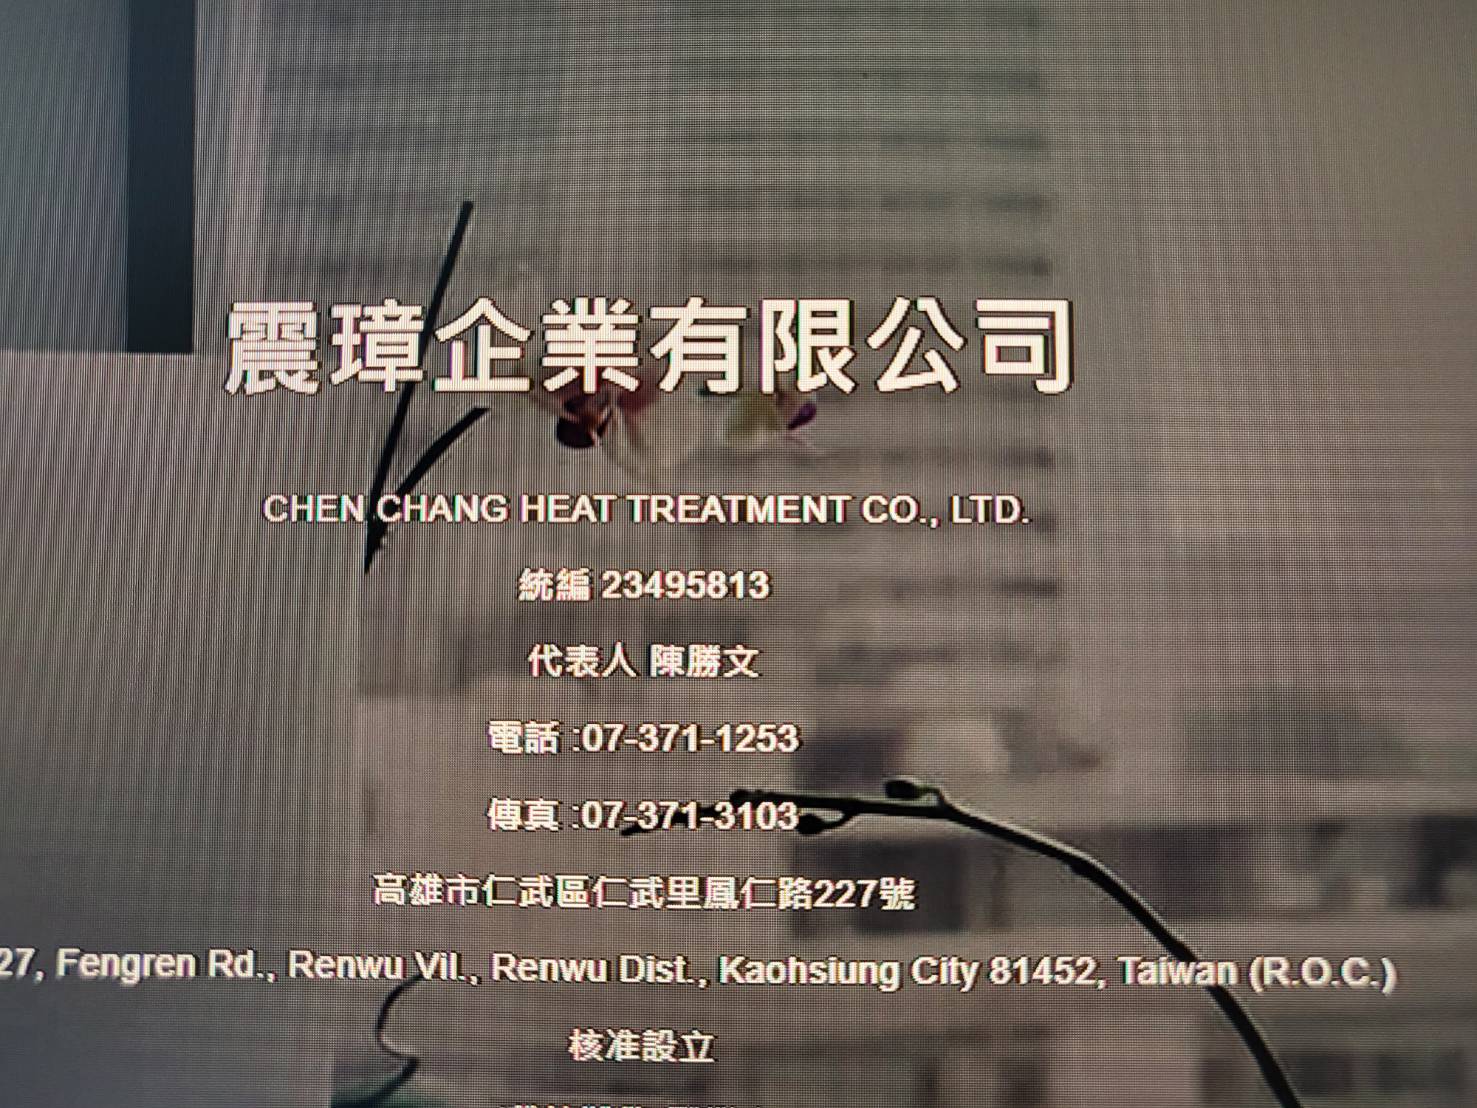 震璋企業有限公司
CHEN CHANG HEAT TREATMENT CO., LTD.
統編 23495813
代表人 陳勝文
電話 :07-371-1253
傳真 :07-371-3103
高雄市仁武區仁武里鳳仁路227號
27, Fengren Rd., Renwu Vil., Renwu Dist., Kaohsiung City 81452, Taiwan (R.O.C.)
核准設立